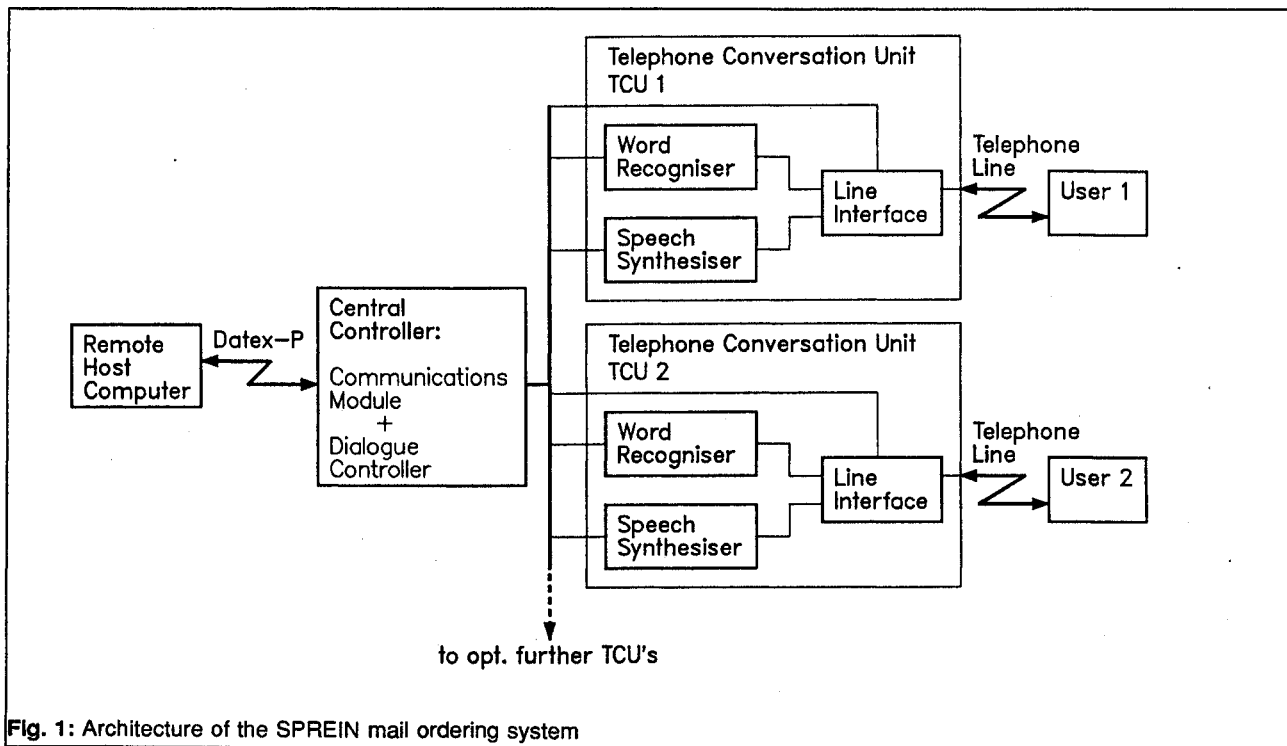 Telephone Conversation Unit
TCU 1
Word
Recogniser
Speech
Synthesiser
Line
Interface
Telephone
Line
User 1
Remote
Host
Computer
Datex-P
Central
Controller:
Communications
Module
+
Dialogue
Controller
Telephone Conversation Unit
TCU 2
Word
Recogniser
Speech
Synthesiser
Line
Interface
Telephone
Line
User 2
to opt. further TCU's
Fig. 1: Architecture of the SPREIN mail ordering system